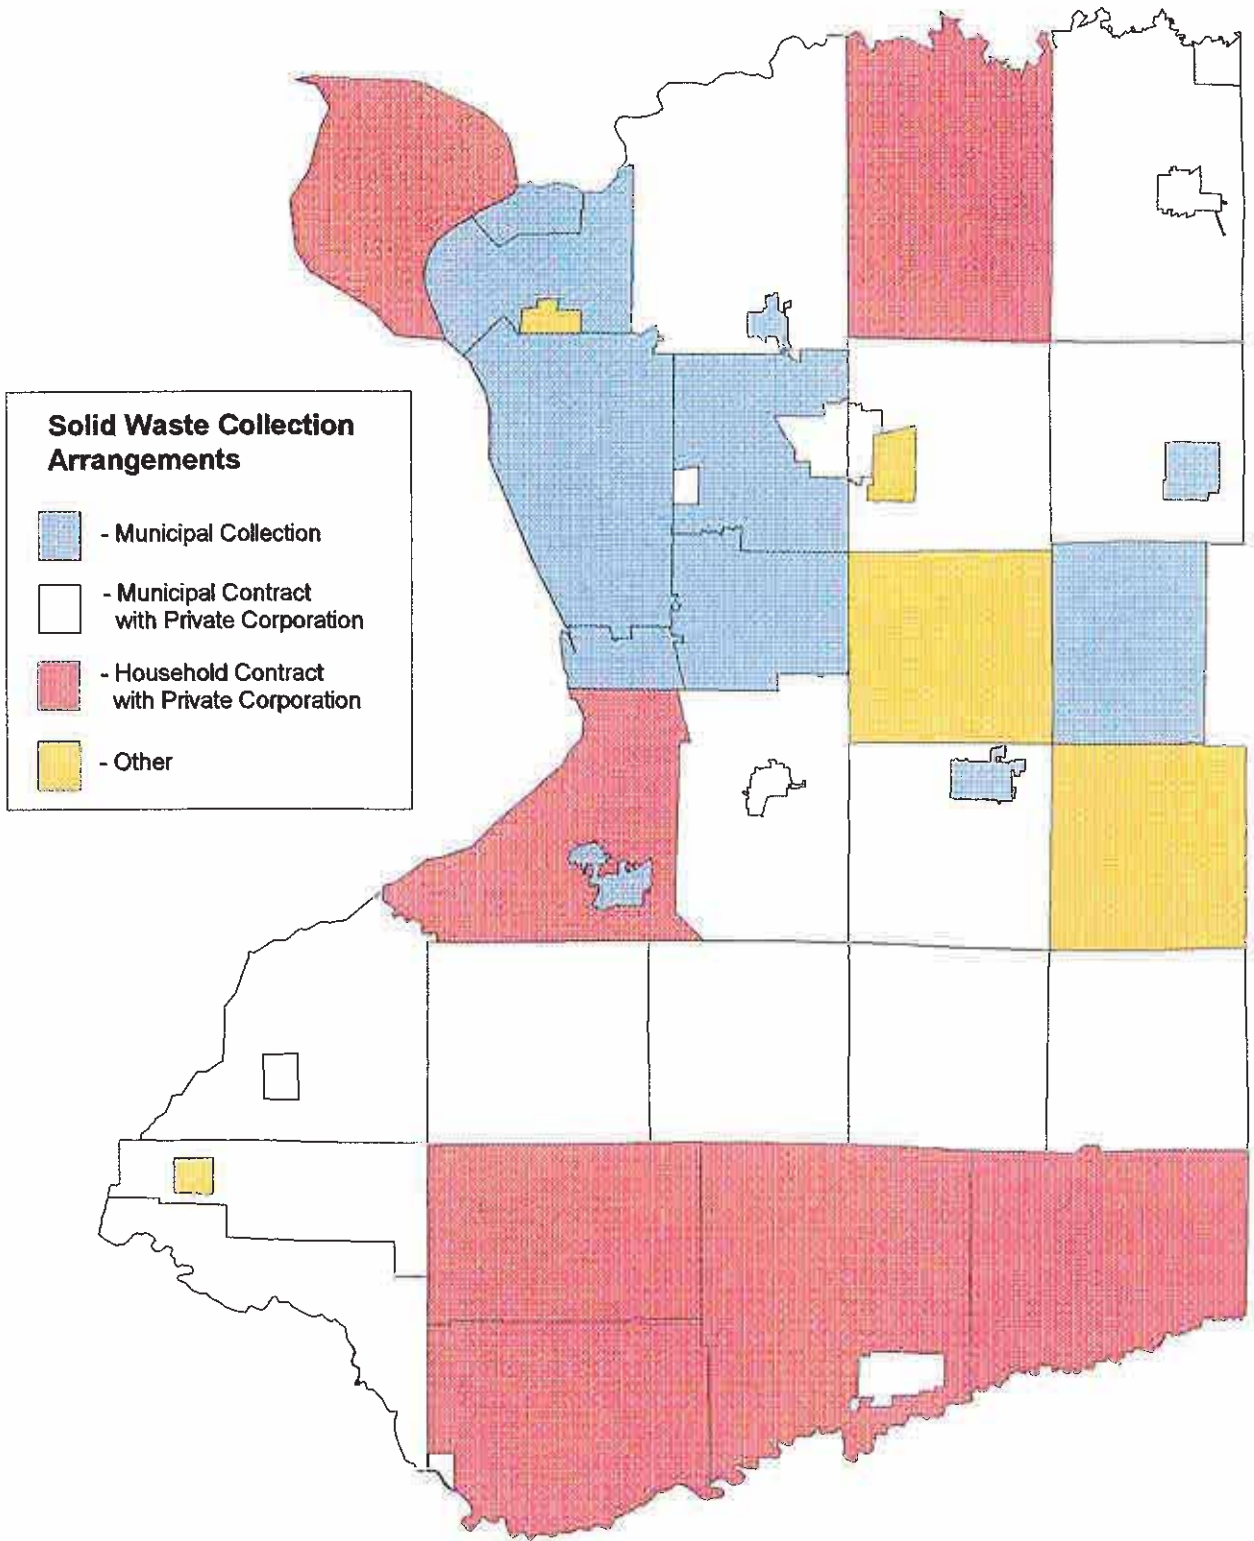 Solid Waste Collection
Arrangements
- Municipal Collection
- Municipal Contract
with Private Corporation
- Household Contract
with Private Corporation
- Other